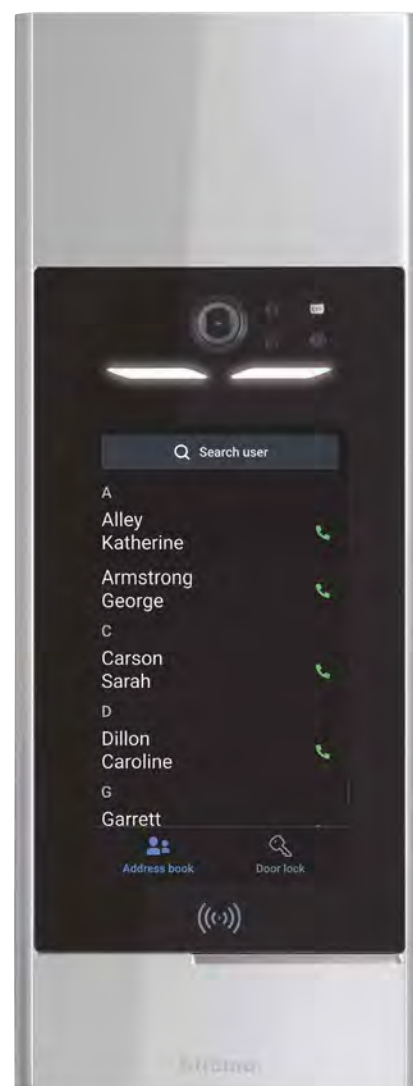 Search user
A
Alley
Katherine
Armstrong
George
C
Carson
Sarah
D
Dillon
Caroline
G
Garrett
Address book
Door lock